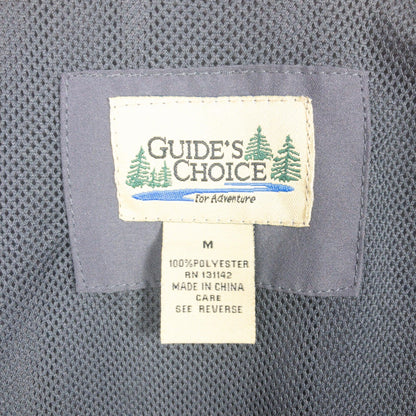 GUIDE'S
CHOICE
for Adventure
M
100% POLYESTER
RN 131142
MADE IN CHINA
CARE
SEE REVERSE